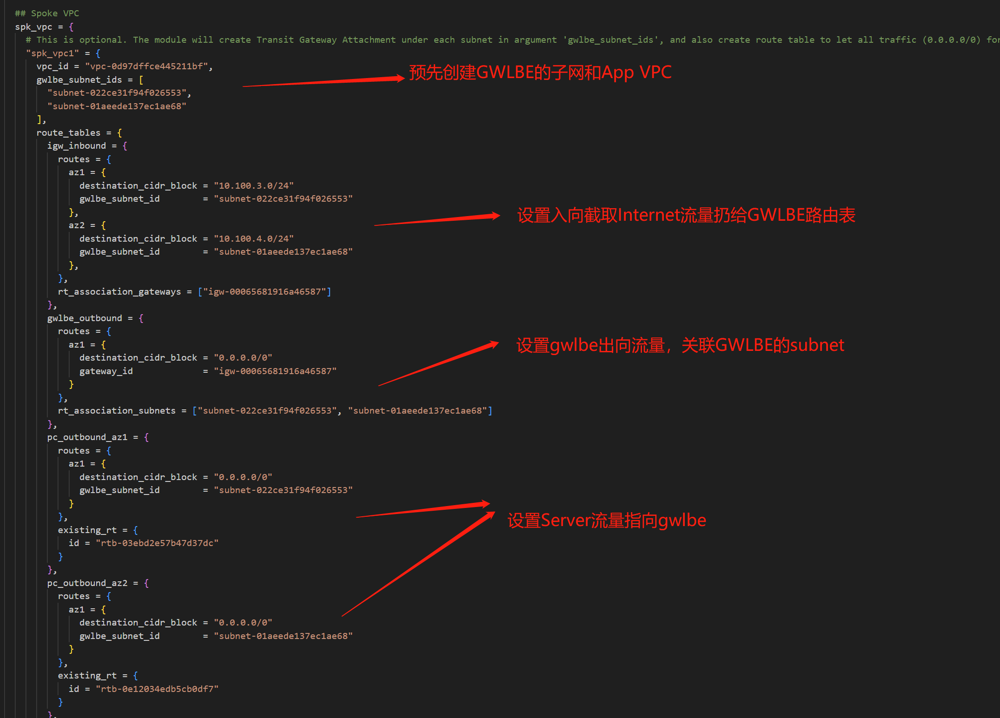 ## Spoke VPC
spk_vpc = {
# This is optional. The module will create Transit Gateway Attachment under each subnet in argument 'gwlbe_subnet_ids', and also create route table to let all traffic (0.0.0.0/0) for
"spk_vpc1" = {
vpc_id = "vpc-0d97dffce445211bf",
预先创建GWLBE的子网和App VPC
gwlbe_subnet_ids = [
"subnet-022ce31f94f026553",
"subnet-01aeede137ec1ae68"
],
route_tables = {
igw_inbound = {
routes = {
az1 = {
destination_cidr_block = "10.100.3.0/24"
gwlbe_subnet_id = "subnet-022ce31f94f026553"
},
设置入向截取Internet流量扔给GWLBE路由表
az2 = {
destination_cidr_block = "10.100.4.0/24"
gwlbe_subnet_id = "subnet-01aeede137ec1ae68"
},
},
rt_association_gateways = ["igw-00065681916a46587"]
},
gwlbe_outbound = {
routes = {
az1 = {
设置gwlbe出向流量，关联GWLBE的subnet
destination_cidr_block = "0.0.0.0/0"
gateway_id = "igw-00065681916a46587"
}
},
rt_association_subnets = ["subnet-022ce31f94f026553", "subnet-01aeede137ec1ae68"]
},
pc_outbound_az1 = {
routes = {
az1 = {
destination_cidr_block = "0.0.0.0/0"
gwlbe_subnet_id = "subnet-022ce31f94f026553"
}
},
设置Server流量指向gwlbe
existing_rt = {
id = "rtb-03ebd2e57b47d37dc"
}
},
pc_outbound_az2 = {
routes = {
az1 = {
destination_cidr_block = "0.0.0.0/0"
gwlbe_subnet_id = "subnet-01aeede137ec1ae68"
}
},
existing_rt = {
id = "rtb-0e12034edb5cb0df7"
}
},